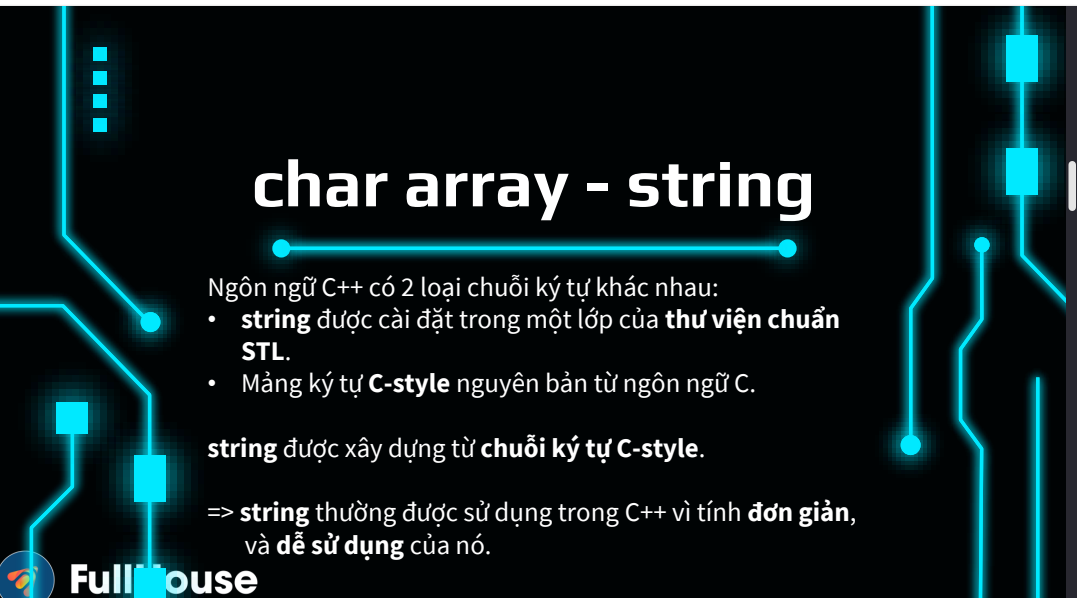 char array - string
Ngôn ngữ C++ có 2 loại chuỗi ký tự khác nhau:
• string được cài đặt trong một lớp của thư viện chuẩn
STL.
• Mảng ký tự C-style nguyên bản từ ngôn ngữ C.
string được xây dựng từ chuỗi ký tự C-style.
=> string thường được sử dụng trong C++ vì tính đơn giản,
và dễ sử dụng của nó.
FullHouse